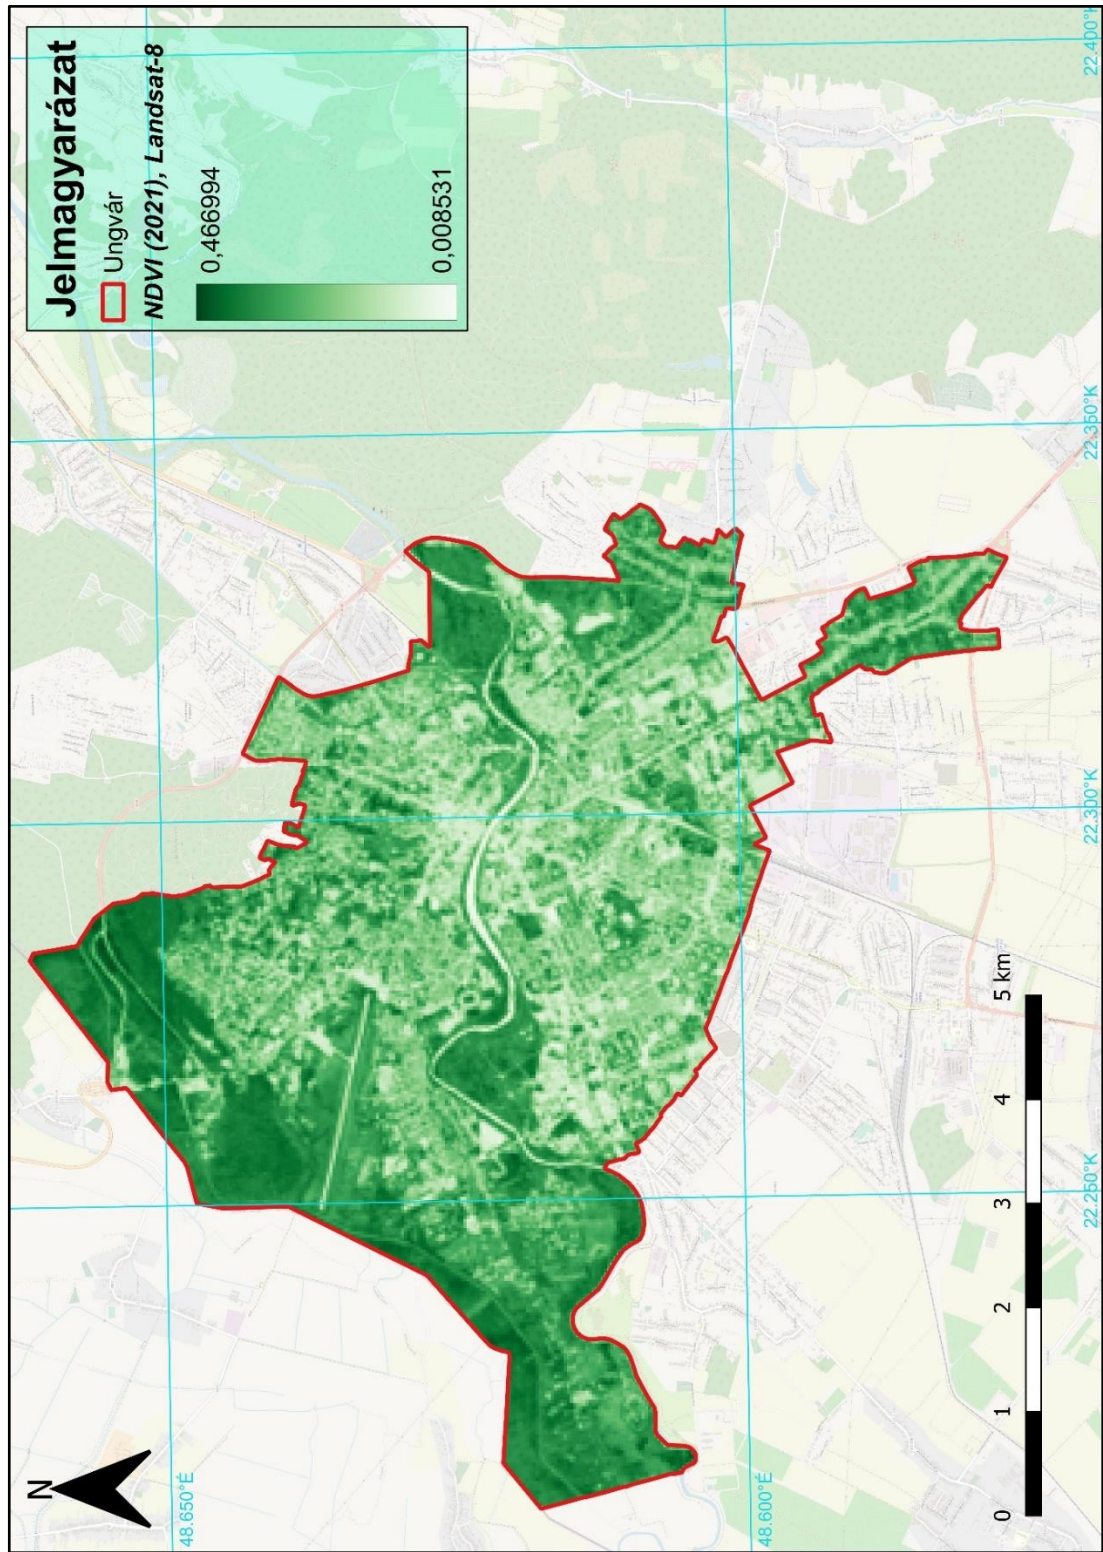 Jelmagyarázat
Ungvár
NDVI (2021), Landsat-8
0,466994
0,008531
N
48.650°É
48.600°É
22.250°K
22.300°K
22.350°K
22.400°K
0 1 2 3 4 5 km